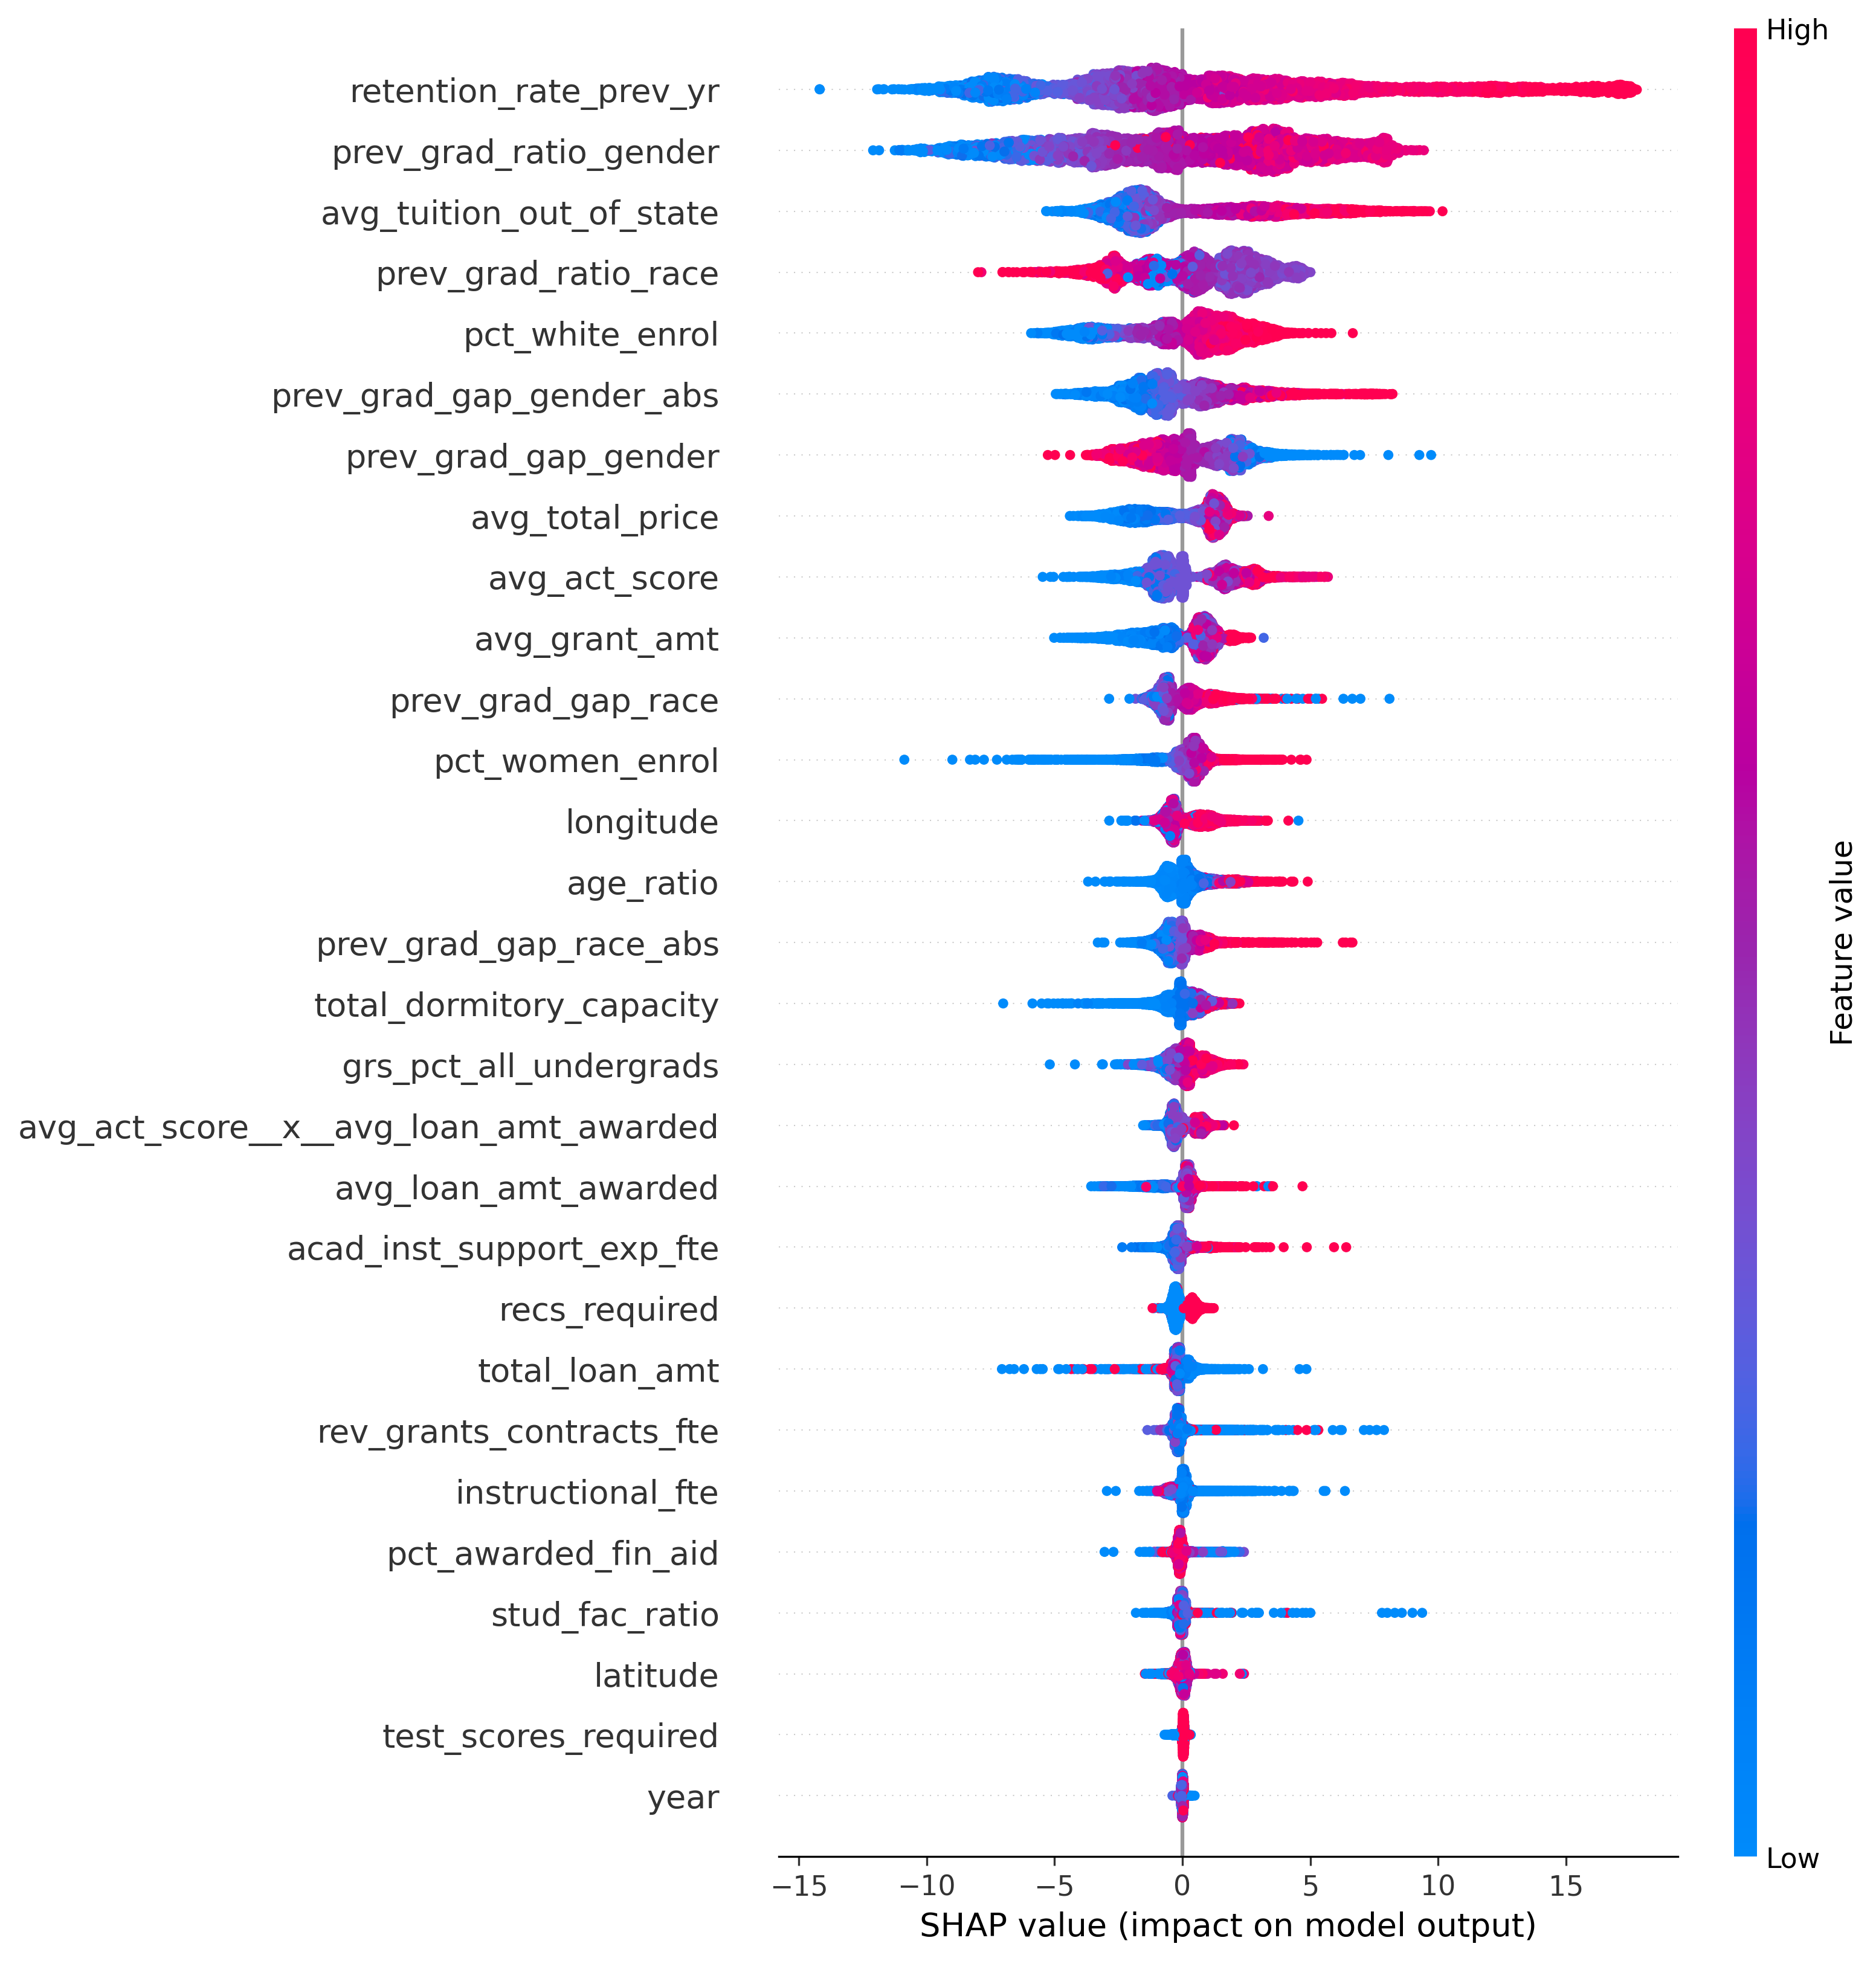 High
retention_rate_prev_yr
prev_grad_ratio_gender
avg_tuition_out_of_state
prev_grad_ratio_race
pct_white_enrol
prev_grad_gap_gender_abs
prev_grad_gap_gender
avg_total_price
avg_act_score
avg_grant_amt
prev_grad_gap_race
pct_women_enrol
longitude
age_ratio
prev_grad_gap_race_abs
total_dormitory_capacity
grs_pct_all_undergrads
avg_act_score__x__avg_loan_amt_awarded
avg_loan_amt_awarded
acad_inst_support_exp_fte
recs_required
total_loan_amt
rev_grants_contracts_fte
instructional_fte
pct_awarded_fin_aid
stud_fac_ratio
latitude
test_scores_required
year
Feature value
Low
−15 −10 −5 0 5 10 15
SHAP value (impact on model output)